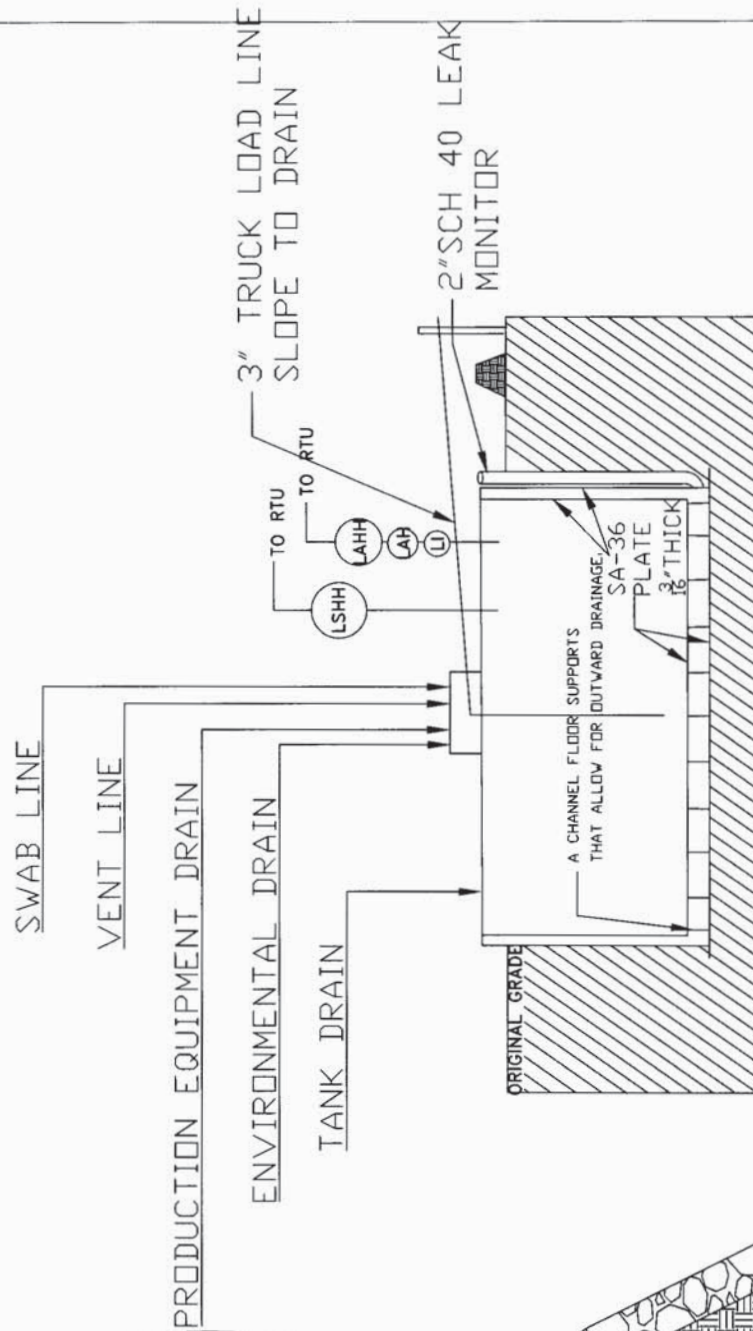 SWAB LINE
VENT LINE
PRODUCTION EQUIPMENT DRAIN
ENVIRONMENTAL DRAIN
TANK DRAIN
TO RTU
TO RTU
LSHH
LAHH
LAH
LI
3" TRUCK LOAD LINE
SLOPE TO DRAIN
2"SCH 40 LEAK
MONITOR
ORIGINAL GRADE
A CHANNEL FLOOR SUPPORTS
THAT ALLOW FOR OUTWARD DRAINAGE,
SA-36
PLATE
3/16" THICK